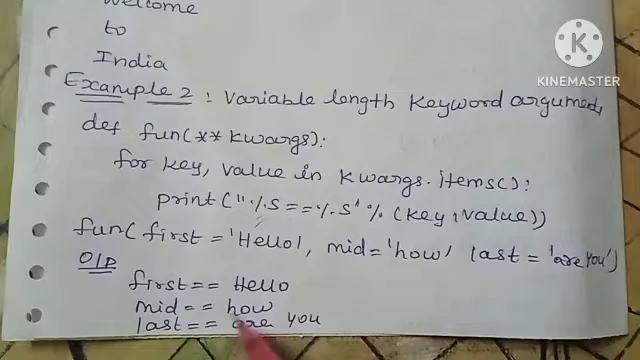 Welcome
to
India
K
KINEMASTER
Example 2 : Variable length keyword arguments
def fun(** kwargs):
for key, value in kwargs.items():
print("%s==%s" % (key, value))
fun(first = 'Hello', mid='how' last = 'are you')
O/P
first == Hello
mid == how
last == are you